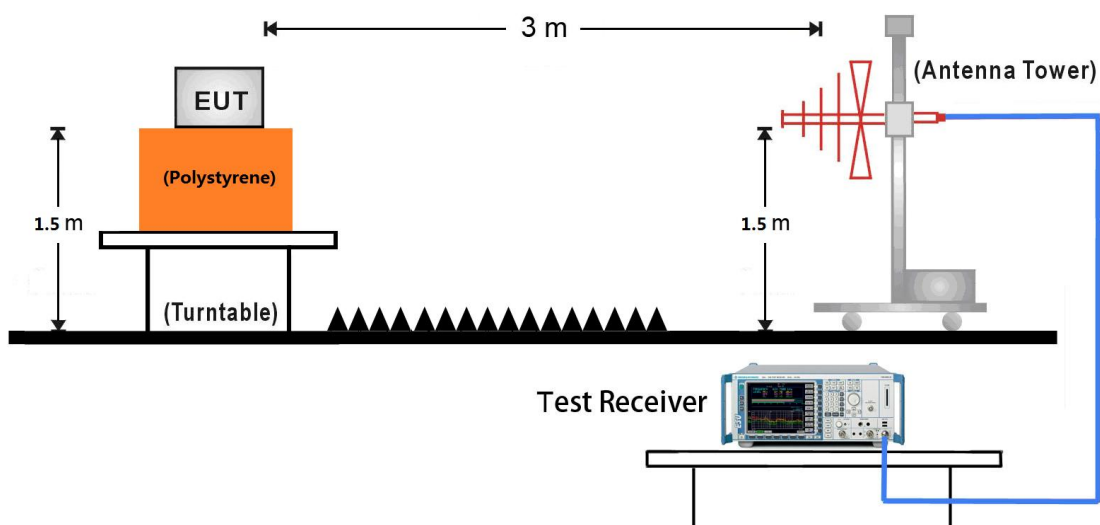 3 m
(Antenna Tower)
EUT
(Polystyrene)
1.5 m
1.5 m
(Turntable)
Test Receiver